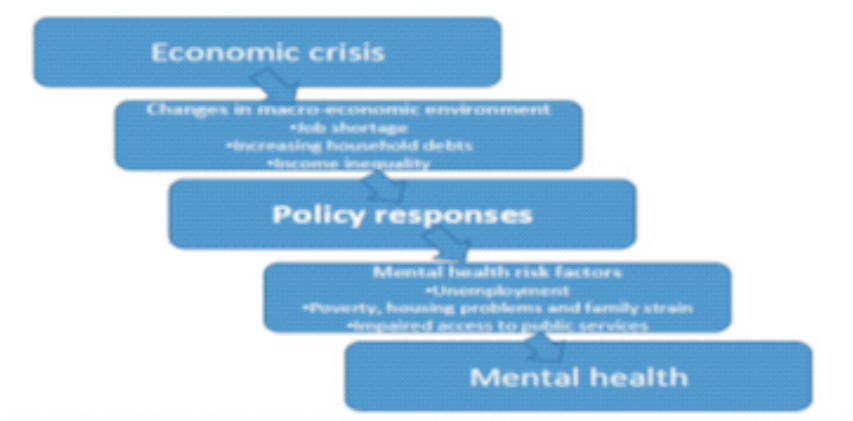 Economic crisis
Changes in macro-economic environment
•Job shortage
•Increasing household debts
•Income inequality
Policy responses
Mental health risk factors
•Unemployment
•Poverty, housing problems and family strain
•Impaired access to public services
Mental health